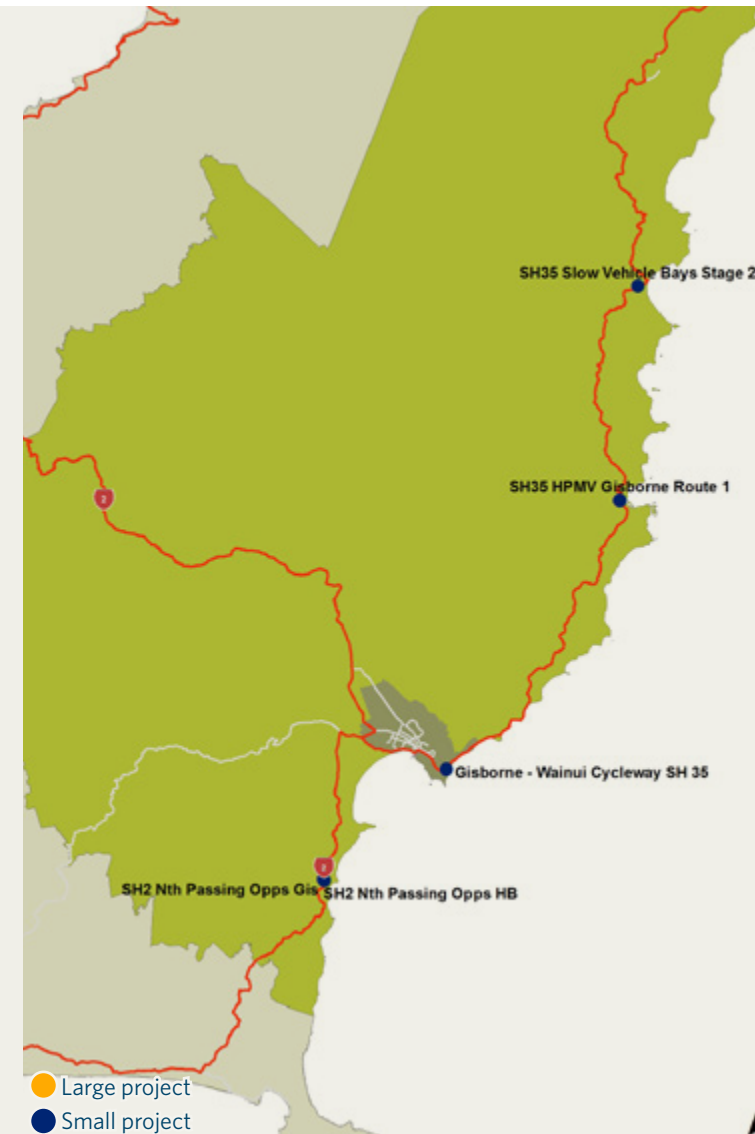 SH35 Slow Vehicle Bays Stage 2
2
SH35 HPMV Gisborne Route 1
Gisborne - Wainui Cycleway SH 35
2
SH2 Nth Passing Opps Gis SH2 Nth Passing Opps HB
Large project
Small project